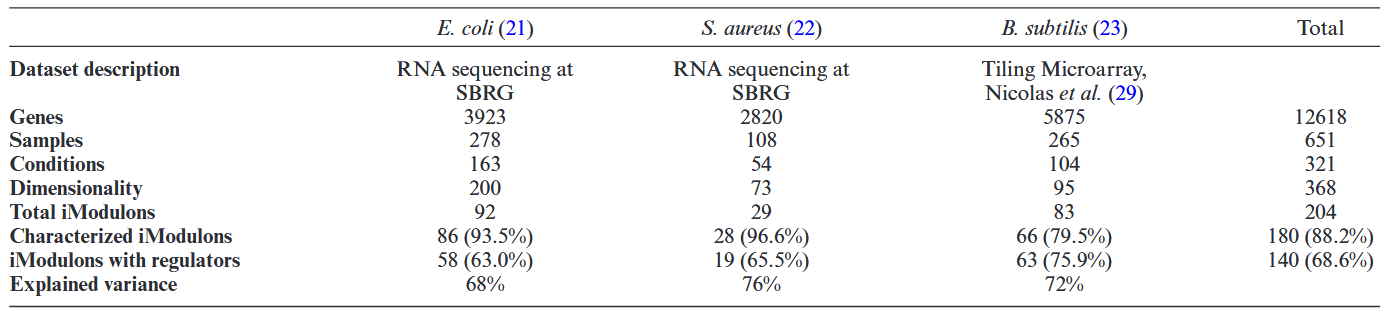 E. coli (21) S. aureus (22) B. subtilis (23) Total
Dataset description RNA sequencing at RNA sequencing at Tiling Microarray,
SBRG SBRG Nicolas et al. (29)
Genes 3923 2820 5875 12618
Samples 278 108 265 651
Conditions 163 54 104 321
Dimensionality 200 73 95 368
Total iModulons 92 29 83 204
Characterized iModulons 86 (93.5%) 28 (96.6%) 66 (79.5%) 180 (88.2%)
iModulons with regulators 58 (63.0%) 19 (65.5%) 63 (75.9%) 140 (68.6%)
Explained variance 68% 76% 72%